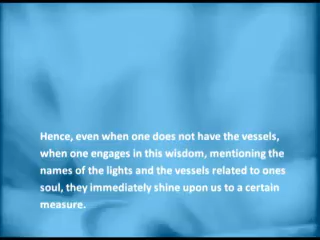 Hence, even when one does not have the vessels,
when one engages in this wisdom, mentioning the
names of the lights and the vessels related to ones
soul, they immediately shine upon us to a certain
measure.